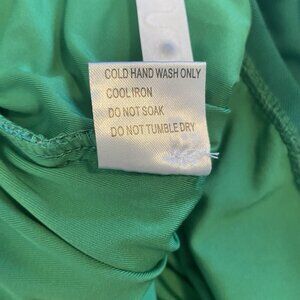 COLD HAND WASH ONLY
COOL IRON
DO NOT SOAK
DO NOT TUMBLE DRY